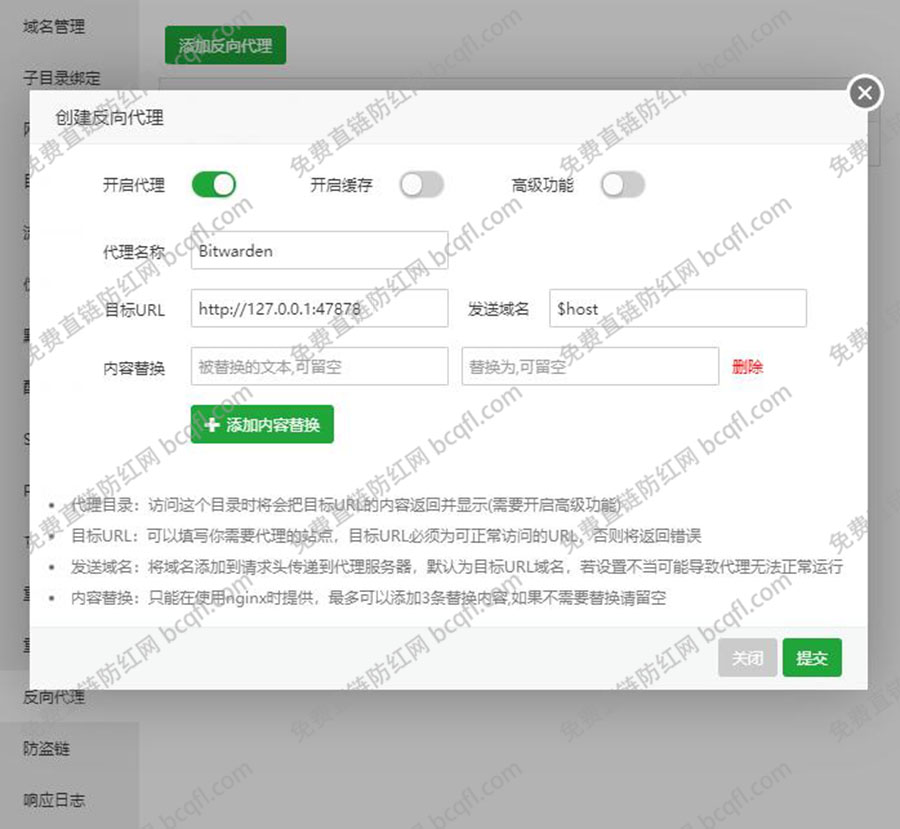 域名管理
添加反向代理
子目录绑定
创建反向代理
开启代理 开启缓存 高级功能
代理名称 Bitwarden
目标URL http://127.0.0.1:47878 发送域名 $host
内容替换 被替换的文本,可留空 替换为,可留空 删除
添加内容替换
代理目录：访问这个目录时将会把目标URL的内容返回并显示(需要开启高级功能)
目标URL：可以填写你需要代理的站点，目标URL必须为可正常访问的URL，否则将返回错误
发送域名：将域名添加到请求头传递到代理服务器，默认为目标URL域名，若设置不当可能导致代理无法正常运行
内容替换：只能在使用nginx时提供，最多可以添加3条替换内容,如果不需要替换请留空
关闭 提交
反向代理
防盗链
响应日志
免费直链防红网 bcqfl.com